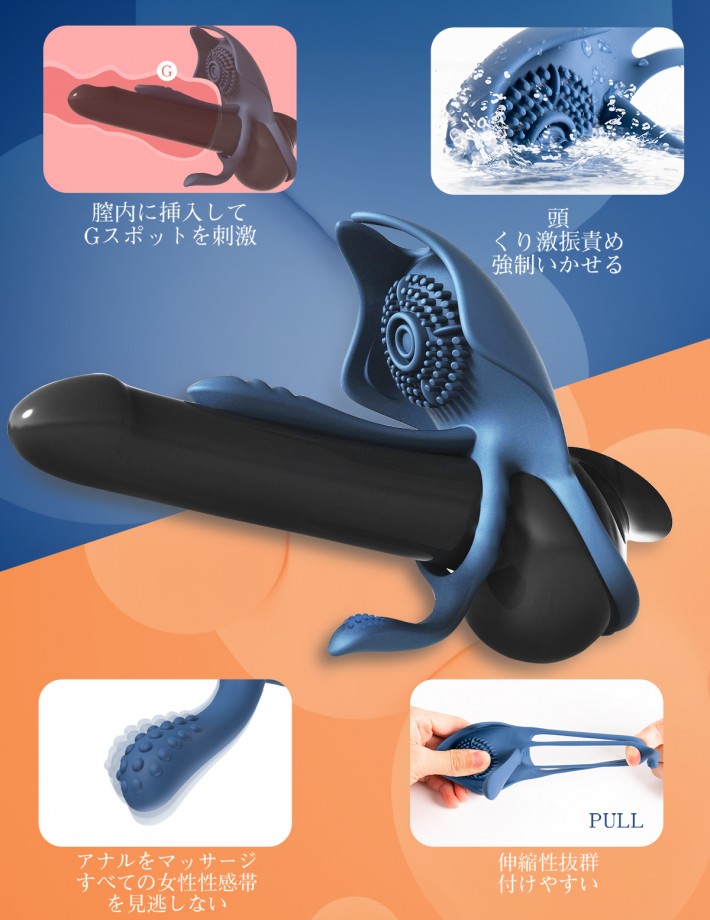 G
膣内に挿入して
Gスポットを刺激
頭
くり激振責め
強制いかせる
アナルをマッサージ
すべての女性性感帯
を見逃しない
PULL
伸縮性抜群
付けやすい